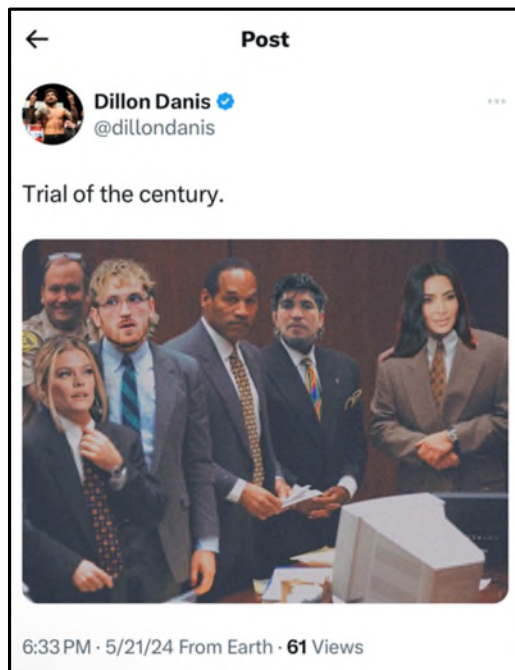 Post
Dillon Danis
@dillondanis
Trial of the century.
6:33 PM · 5/21/24 From Earth · 61 Views